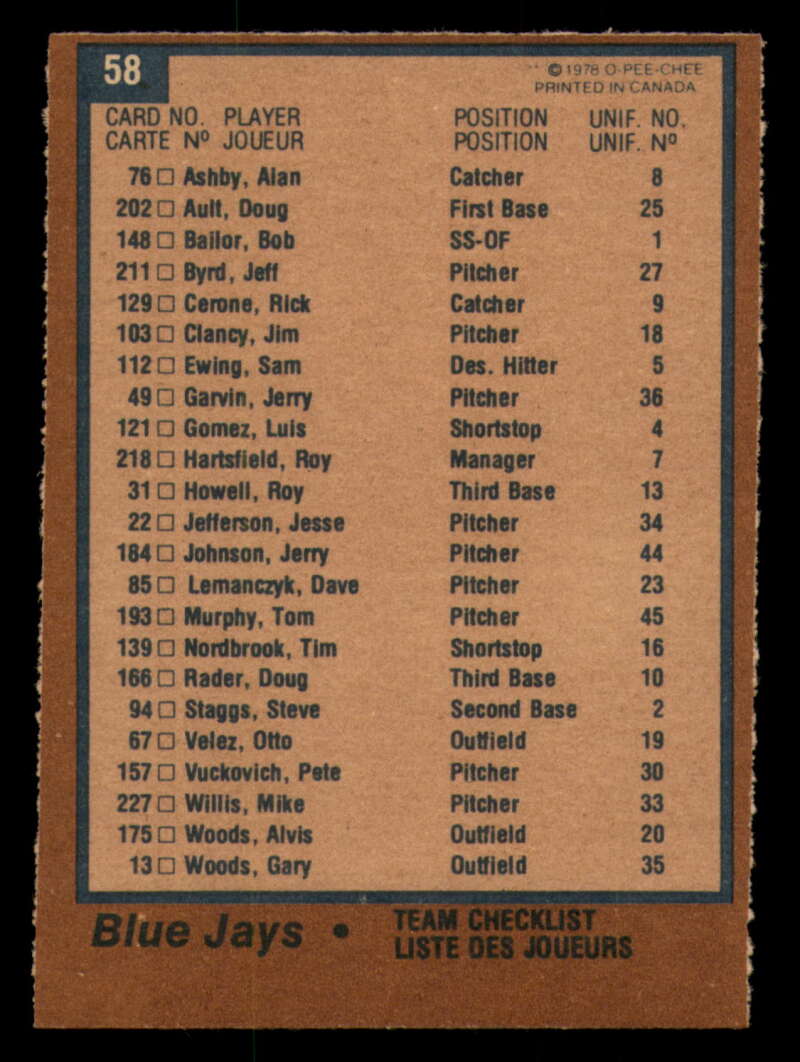 58
© 1978 O-PEE-CHEE
PRINTED IN CANADA
CARD NO. PLAYER POSITION UNIF. NO.
CARTE Nº JOUEUR POSITION UNIF. Nº
76 □ Ashby, Alan Catcher 8
202 □ Ault, Doug First Base 25
148 □ Bailor, Bob SS-OF 1
211 □ Byrd, Jeff Pitcher 27
129 □ Cerone, Rick Catcher 9
103 □ Clancy, Jim Pitcher 18
112 □ Ewing, Sam Des. Hitter 5
49 □ Garvin, Jerry Pitcher 36
121 □ Gomez, Luis Shortstop 4
218 □ Hartsfield, Roy Manager 7
31 □ Howell, Roy Third Base 13
22 □ Jefferson, Jesse Pitcher 34
184 □ Johnson, Jerry Pitcher 44
85 □ Lemanczyk, Dave Pitcher 23
193 □ Murphy, Tom Pitcher 45
139 □ Nordbrook, Tim Shortstop 16
166 □ Rader, Doug Third Base 10
94 □ Staggs, Steve Second Base 2
67 □ Velez, Otto Outfield 19
157 □ Vuckovich, Pete Pitcher 30
227 □ Willis, Mike Pitcher 33
175 □ Woods, Alvis Outfield 20
13 □ Woods, Gary Outfield 35
Blue Jays •
TEAM CHECKLIST
LISTE DES JOUEURS